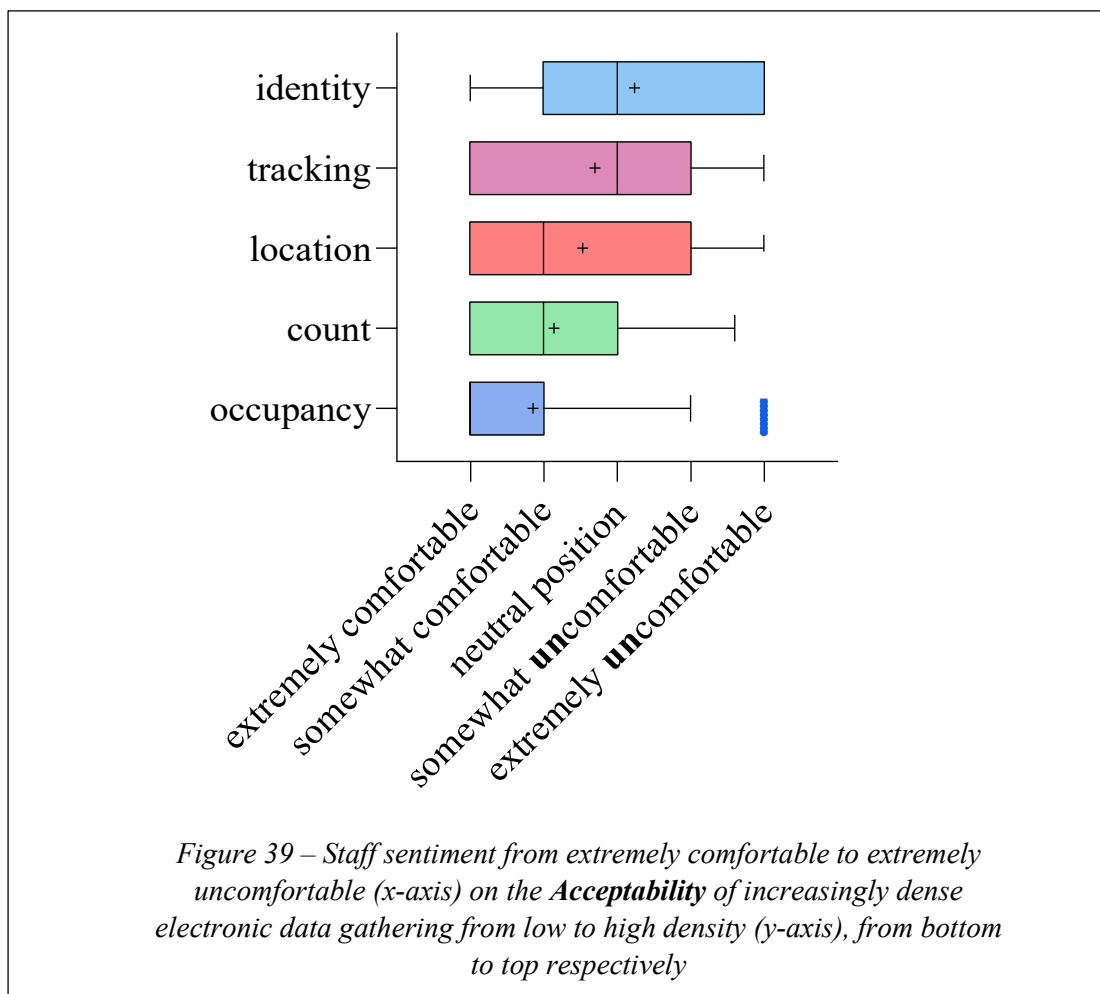 identity
tracking
location
count
occupancy
extremely comfortable
somewhat comfortable
neutral position
somewhat uncomfortable
extremely uncomfortable
Figure 39 – Staff sentiment from extremely comfortable to extremely
uncomfortable (x-axis) on the Acceptability of increasingly dense
electronic data gathering from low to high density (y-axis), from bottom
to top respectively